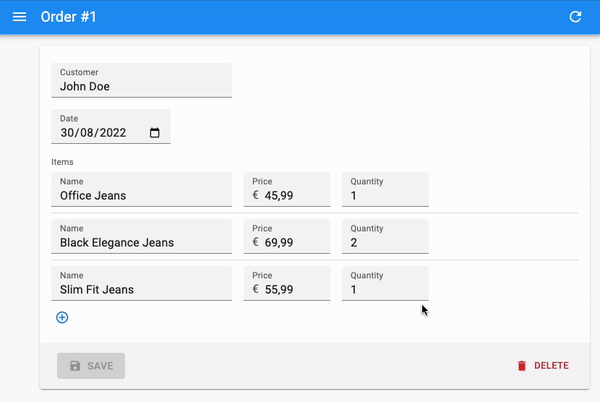 Order #1
Customer
John Doe
Date
30/08/2022
Items
Name Price Quantity
Office Jeans € 45,99 1
Name Price Quantity
Black Elegance Jeans € 69,99 2
Name Price Quantity
Slim Fit Jeans € 55,99 1
SAVE DELETE